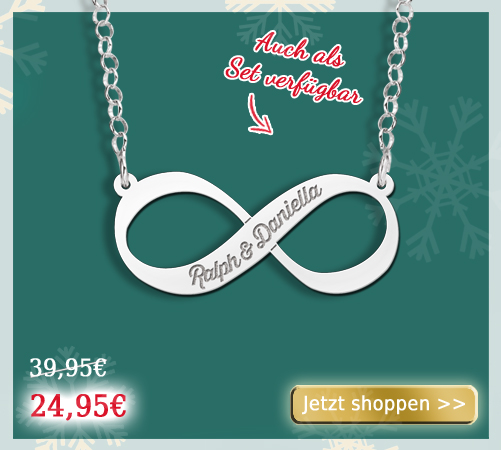 Auch als
Set verfügbar
Ralph & Daniella
39,95€
24,95€
Jetzt shoppen >>